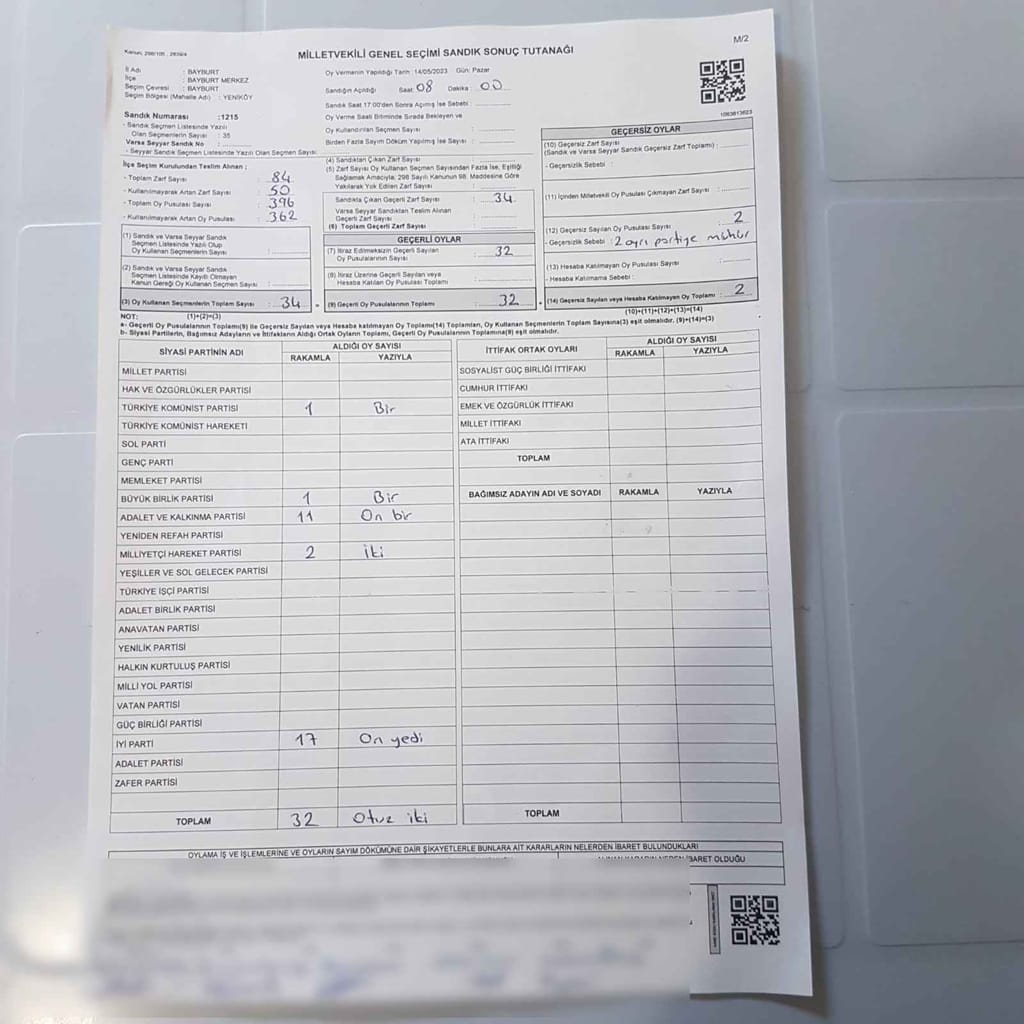 Kanun: 298/105 , 2839/4
MİLLETVEKİLİ GENEL SEÇİMİ SANDIK SONUÇ TUTANAĞI
M/2
İl Adı : BAYBURT
İlçe : BAYBURT MERKEZ
Seçim Çevresi : BAYBURT
Seçim Bölgesi (Mahalle Adı) : YENİKÖY
Sandık Numarası :1215
- Sandık Seçmen Listesinde Yazılı
Olan Seçmenlerin Sayısı : 35
Varsa Seyyar Sandık No :
- Seyyar Sandık Seçmen Listesinde Yazılı Olan Seçmen Sayısı:
İlçe Seçim Kurulundan Teslim Alınan ;
- Toplam Zarf Sayısı : 84
- Kullanılmayarak Artan Zarf Sayısı : 50
- Toplam Oy Pusulası Sayısı : 396
- Kullanılmayarak Artan Oy Pusulası : 362
(1) Sandık ve Varsa Seyyar Sandık
Seçmen Listesinde Yazılı Olup
Oy Kullanan Seçmenlerin Sayısı :
(2) Sandık ve Varsa Seyyar Sandık
Seçmen Listesinde Kayıtlı Olmayan
Kanun Gereği Oy Kullanan Seçmen Sayısı :
(3) Oy Kullanan Seçmenlerin Toplam Sayısı : 34
Oy Vermenin Yapıldığı Tarih :14/05/2023 Gün: Pazar
Sandığın Açıldığı Saat: 08 Dakika : 00
Sandık Saat 17:00'den Sonra Açılmış İse Sebebi :
Oy Verme Saati Bitiminde Sırada Bekleyen ve
Oy Kullandırılan Seçmen Sayısı :
Birden Fazla Sayım Döküm Yapılmış İse Sayısı :
(4) Sandıktan Çıkan Zarf Sayısı :
(5) Zarf Sayısı Oy Kullanan Seçmen Sayısından Fazla İse, Eşitliği
Sağlamak Amacıyla; 298 Sayılı Kanunun 98. Maddesine Göre
Yakılarak Yok Edilen Zarf Sayısı :
Sandıkta Çıkan Geçerli Zarf Sayısı : 34
Varsa Seyyar Sandıktan Teslim Alınan
Geçerli Zarf Sayısı :
(6) Toplam Geçerli Zarf Sayısı :
GEÇERLİ OYLAR
(7) İtiraz Edilmeksizin Geçerli Sayılan
Oy Pusulalarının Sayısı : 32
(8) İtiraz Üzerine Geçerli Sayılan veya
Hesaba Katılan Oy Pusulası Sayısı :
= (9) Geçerli Oy Pusulalarının Toplamı : 32
1083613623
GEÇERSİZ OYLAR
(10) Geçersiz Zarf Sayısı
(Sandık ve Varsa Seyyar Sandık Geçersiz Zarf Toplamı) :
- Geçersizlik Sebebi :
(11) İçinden Milletvekili Oy Pusulası Çıkmayan Zarf Sayısı :
(12) Geçersiz Sayılan Oy Pusulası Sayısı : 2
- Geçersizlik Sebebi : 2 ayrı partiye mühür
(13) Hesaba Katılmayan Oy Pusulası Sayısı :
- Hesaba Katılmama Sebebi :
+ (14) Geçersiz Sayılan veya Hesaba Katılmayan Oy Toplamı : 2
NOT: (1)+(2)=(3)
(10)+(11)+(12)+(13)=(14)
a- Geçerli Oy Pusulaları Toplamı(9) ile Geçersiz Sayılan veya Hesaba katılmayan Oy Toplamı(14) Toplamları, Oy Kullanan Seçmenlerin Toplam Sayısına(3) eşit olmalıdır. (9)+(14)=(3)
b- Siyasi Partilerin, Bağımsız Adayların ve İttifakların Aldığı Ortak Oyların Toplamı, Geçerli Oy Pusulalarının Toplamına(9) eşit olmalıdır.
SİYASİ PARTİNİN ADI ALDIĞI OY SAYISI
RAKAMLA YAZIYLA
MİLLET PARTİSİ
HAK VE ÖZGÜRLÜKLER PARTİSİ
TÜRKİYE KOMÜNİST PARTİSİ 1 Bir
TÜRKİYE KOMÜNİST HAREKETİ
SOL PARTİ
GENÇ PARTİ
MEMLEKET PARTİSİ
BÜYÜK BİRLİK PARTİSİ 1 Bir
ADALET VE KALKINMA PARTİSİ 11 On bir
YENİDEN REFAH PARTİSİ
MİLLİYETÇİ HAREKET PARTİSİ 2 iki
YEŞİLLER VE SOL GELECEK PARTİSİ
TÜRKİYE İŞÇİ PARTİSİ
ADALET BİRLİK PARTİSİ
ANAVATAN PARTİSİ
YENİLİK PARTİSİ
HALKIN KURTULUŞ PARTİSİ
MİLLİ YOL PARTİSİ
VATAN PARTİSİ
GÜÇ BİRLİĞİ PARTİSİ
İYİ PARTİ 17 On yedi
ADALET PARTİSİ
ZAFER PARTİSİ
TOPLAM 32 Otuz iki
İTTİFAK ORTAK OYLARI ALDIĞI OY SAYISI
RAKAMLA YAZIYLA
SOSYALİST GÜÇ BİRLİĞİ İTTİFAKI
CUMHUR İTTİFAKI
EMEK VE ÖZGÜRLÜK İTTİFAKI
MİLLET İTTİFAKI
ATA İTTİFAKI
TOPLAM
BAĞIMSIZ ADAYIN ADI VE SOYADI RAKAMLA YAZIYLA
TOPLAM
OYLAMA İŞ VE İŞLEMLERİNE VE OYLARIN SAYIM DÖKÜMÜNE DAİR ŞİKAYETLERLE BUNLARA AİT KARARLARIN NELERDEN İBARET BULUNDUKLARI
ALINAN KARARIN NEDEN İBARET OLDUĞU